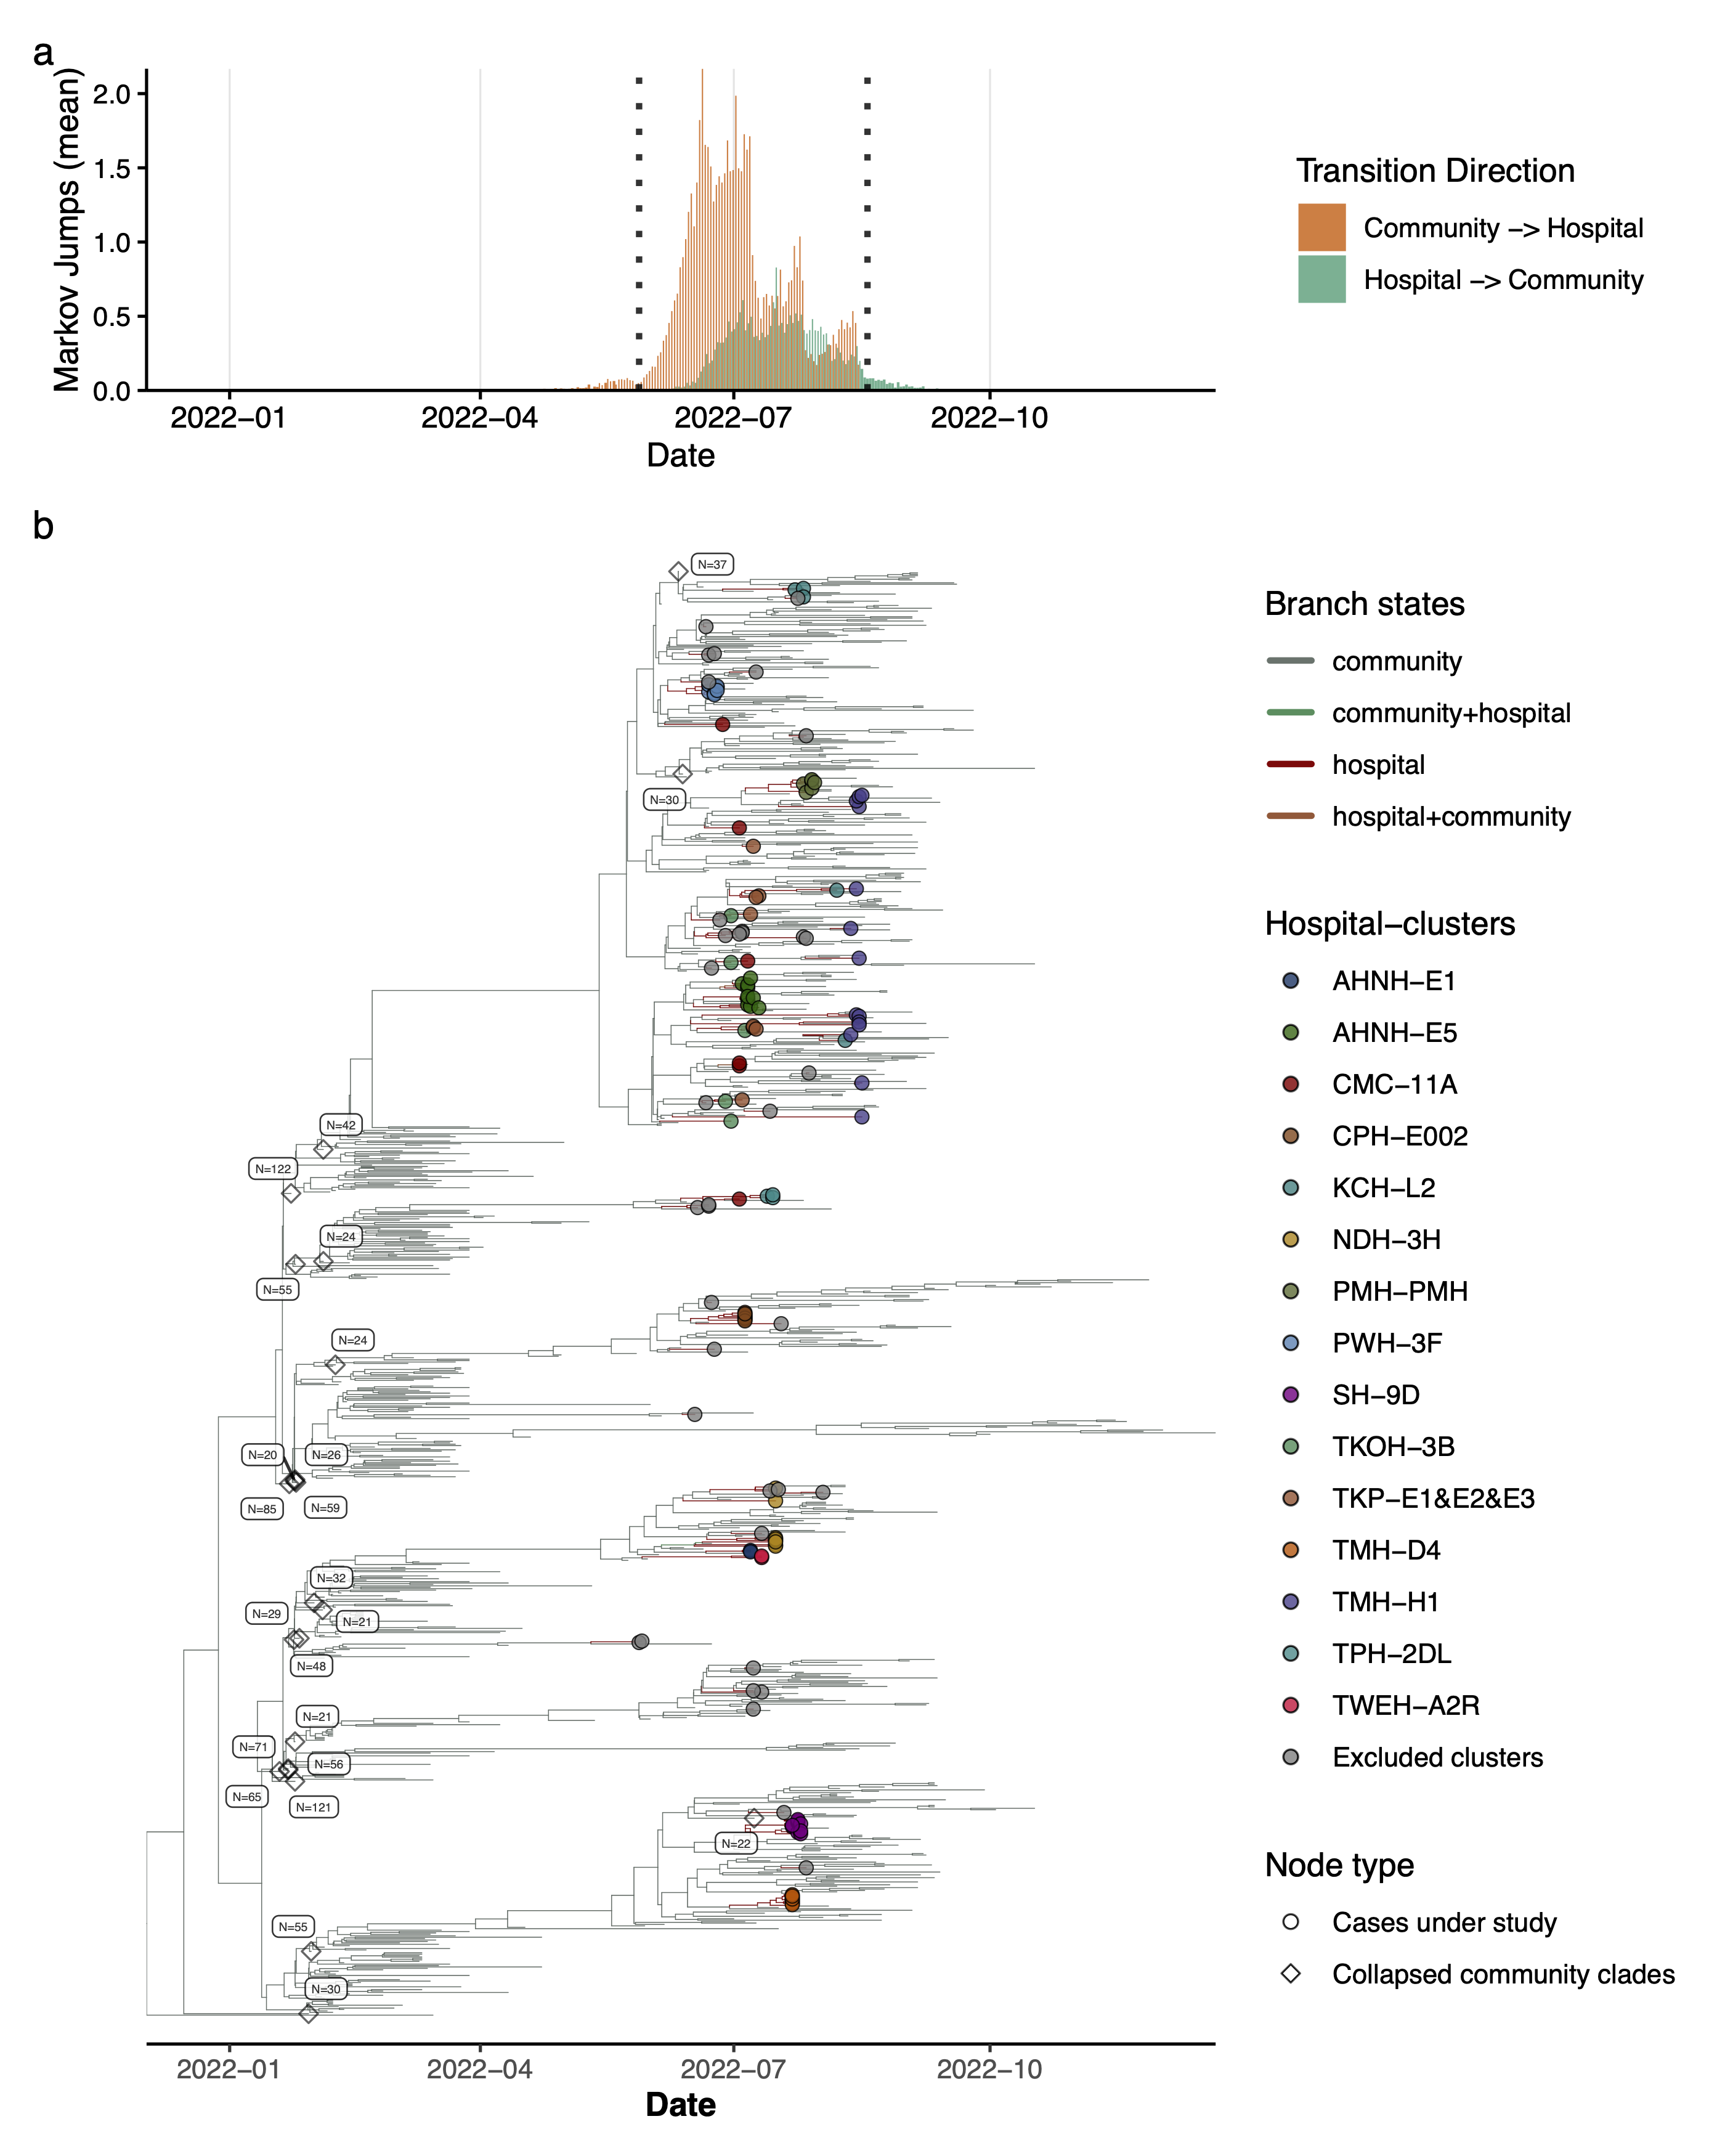 a
Markov Jumps (mean)
2.0
1.5
1.0
0.5
0.0
2022−01
2022−04
2022−07
2022−10
Date
Transition Direction
Community −> Hospital
Hospital −> Community
b
N=37
N=30
N=42
N=122
N=24
N=55
N=24
N=20
N=26
N=85
N=59
N=32
N=29
N=21
N=48
N=21
N=71
N=56
N=65
N=121
N=22
N=55
N=30
2022−01
2022−04
2022−07
2022−10
Date
Branch states
community
community+hospital
hospital
hospital+community
Hospital−clusters
AHNH−E1
AHNH−E5
CMC−11A
CPH−E002
KCH−L2
NDH−3H
PMH−PMH
PWH−3F
SH−9D
TKOH−3B
TKP−E1&E2&E3
TMH−D4
TMH−H1
TPH−2DL
TWEH−A2R
Excluded clusters
Node type
Cases under study
Collapsed community clades